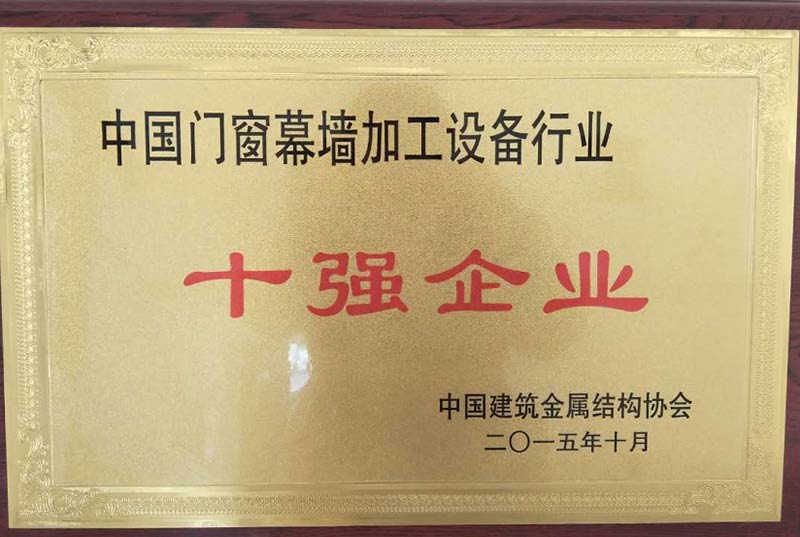 中国门窗幕墙加工设备行业
十强企业
中国建筑金属结构协会
二〇一五年十月